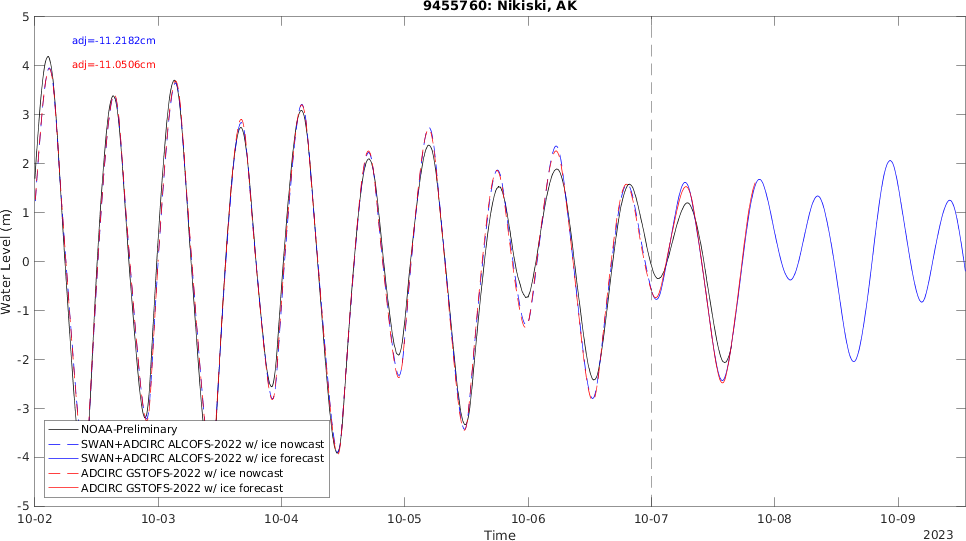 9455760: Nikiski, AK
adj=-11.2182cm
adj=-11.0506cm
Water Level (m)
5
4
3
2
1
0
-1
-2
-3
-4
-5
NOAA-Preliminary
SWAN+ADCIRC ALCOFS-2022 w/ ice nowcast
SWAN+ADCIRC ALCOFS-2022 w/ ice forecast
ADCIRC GSTOFS-2022 w/ ice nowcast
ADCIRC GSTOFS-2022 w/ ice forecast
10-02 10-03 10-04 10-05 10-06 10-07 10-08 10-09
Time
2023